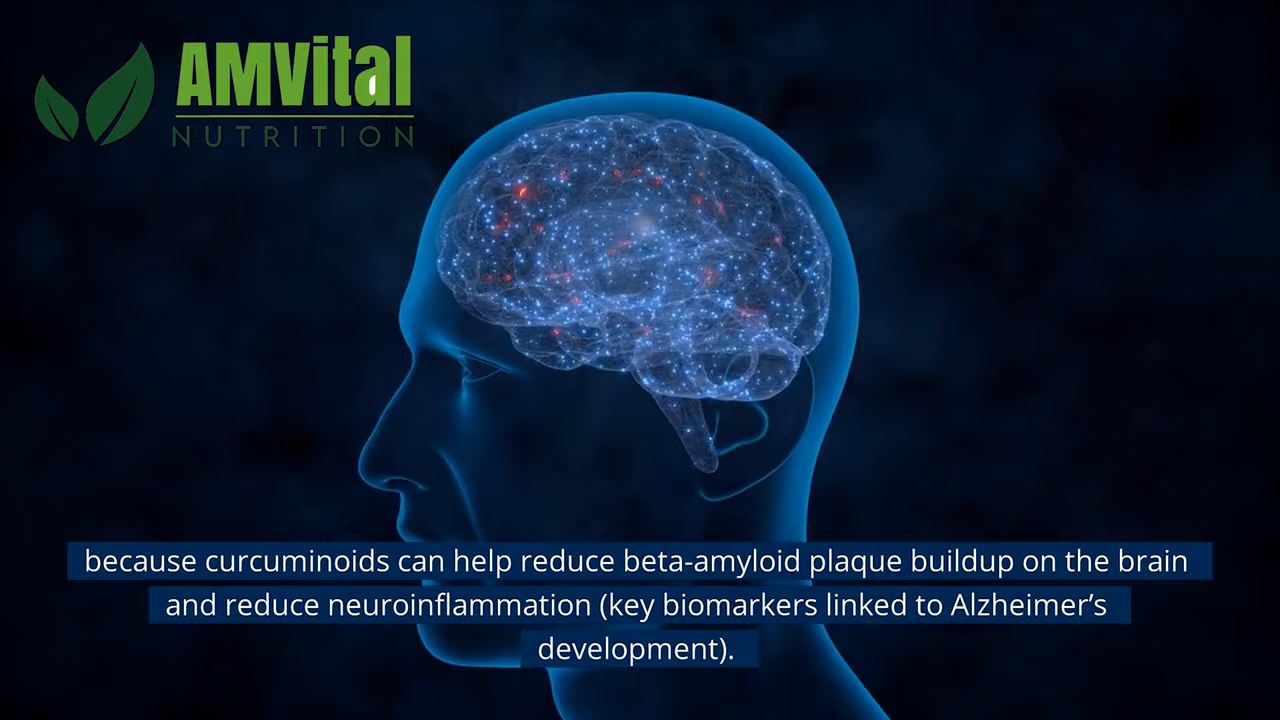 AMVital
NUTRITION
because curcuminoids can help reduce beta-amyloid plaque buildup on the brain
and reduce neuroinflammation (key biomarkers linked to Alzheimer’s
development).